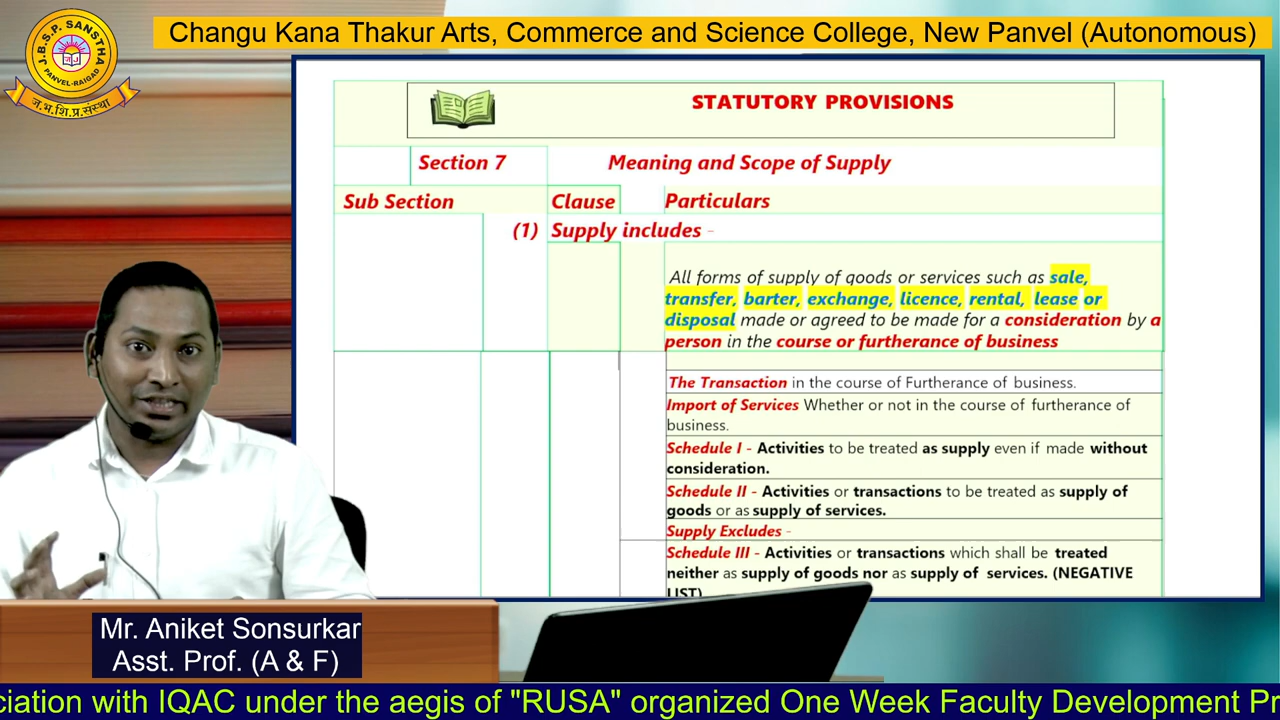 Changu Kana Thakur Arts, Commerce and Science College, New Panvel (Autonomous)
J.B.S.P. SANSTHA
PANVEL-RAIGAD
ज.भ.शि.प्र.संस्था
STATUTORY PROVISIONS
Section 7 Meaning and Scope of Supply
Sub Section Clause Particulars
(1) Supply includes -
All forms of supply of goods or services such as sale,
transfer, barter, exchange, licence, rental, lease or
disposal made or agreed to be made for a consideration by a
person in the course or furtherance of business
The Transaction in the course of Furtherance of business.
Import of Services Whether or not in the course of furtherance of
business.
Schedule I - Activities to be treated as supply even if made without
consideration.
Schedule II - Activities or transactions to be treated as supply of
goods or as supply of services.
Supply Excludes -
Schedule III - Activities or transactions which shall be treated
neither as supply of goods nor as supply of services. (NEGATIVE
LIST)
Mr. Aniket Sonsurkar
Asst. Prof. (A & F)
ciation with IQAC under the aegis of "RUSA" organized One Week Faculty Development Pr